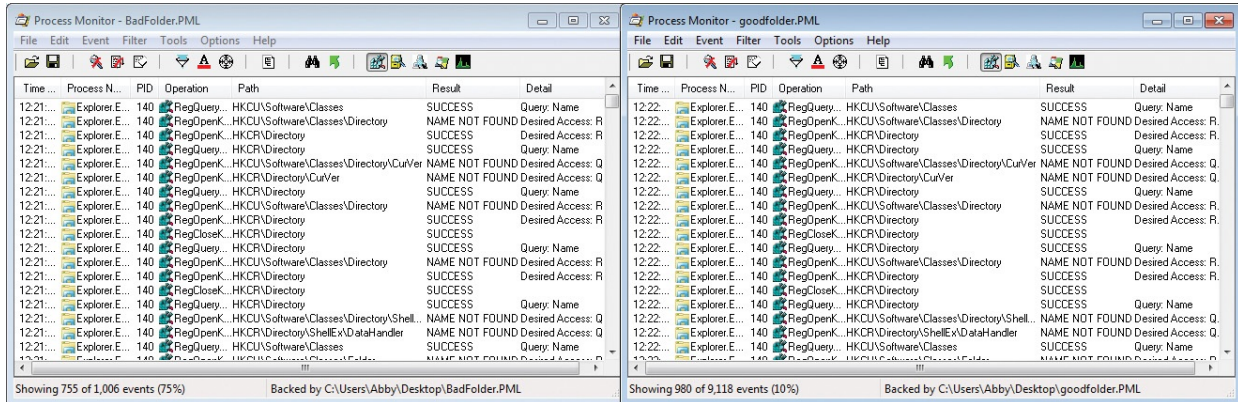 Process Monitor - BadFolder.PML
File Edit Event Filter Tools Options Help
Time ... Process N... PID Operation Path Result Detail
12:21:... Explorer.E... 140 RegQuery... HKCU\Software\Classes SUCCESS Query: Name
12:21:... Explorer.E... 140 RegOpenK... HKCU\Software\Classes\Directory NAME NOT FOUND Desired Access: R
12:21:... Explorer.E... 140 RegOpenK... HKCR\Directory SUCCESS Desired Access: R
12:21:... Explorer.E... 140 RegQuery... HKCR\Directory SUCCESS Query: Name
12:21:... Explorer.E... 140 RegOpenK... HKCU\Software\Classes\Directory\CurVer NAME NOT FOUND Desired Access: Q
12:21:... Explorer.E... 140 RegOpenK... HKCR\Directory\CurVer NAME NOT FOUND Desired Access: Q
12:21:... Explorer.E... 140 RegQuery... HKCR\Directory SUCCESS Query: Name
12:21:... Explorer.E... 140 RegOpenK... HKCU\Software\Classes\Directory NAME NOT FOUND Desired Access: R
12:21:... Explorer.E... 140 RegOpenK... HKCR\Directory SUCCESS Desired Access: R
12:21:... Explorer.E... 140 RegCloseK... HKCR\Directory SUCCESS
12:21:... Explorer.E... 140 RegQuery... HKCR\Directory SUCCESS Query: Name
12:21:... Explorer.E... 140 RegOpenK... HKCU\Software\Classes\Directory NAME NOT FOUND Desired Access: R
12:21:... Explorer.E... 140 RegOpenK... HKCR\Directory SUCCESS Desired Access: R
12:21:... Explorer.E... 140 RegCloseK... HKCR\Directory SUCCESS
12:21:... Explorer.E... 140 RegQuery... HKCR\Directory SUCCESS Query: Name
12:21:... Explorer.E... 140 RegOpenK... HKCU\Software\Classes\Directory\Shell... NAME NOT FOUND Desired Access: Q
12:21:... Explorer.E... 140 RegOpenK... HKCR\Directory\ShellEx\DataHandler NAME NOT FOUND Desired Access: Q
12:21:... Explorer.E... 140 RegQuery... HKCR\Directory SUCCESS Query: Name
Showing 755 of 1,006 events (75%) Backed by C:\Users\Abby\Desktop\BadFolder.PML
Process Monitor - goodfolder.PML
File Edit Event Filter Tools Options Help
Time ... Process N... PID Operation Path Result Detail
12:22:... Explorer.E... 140 RegQuery... HKCU\Software\Classes SUCCESS Query: Name
12:22:... Explorer.E... 140 RegOpenK... HKCU\Software\Classes\Directory NAME NOT FOUND Desired Access: R.
12:22:... Explorer.E... 140 RegOpenK... HKCR\Directory SUCCESS Desired Access: R.
12:22:... Explorer.E... 140 RegQuery... HKCR\Directory SUCCESS Query: Name
12:22:... Explorer.E... 140 RegOpenK... HKCU\Software\Classes\Directory\CurVer NAME NOT FOUND Desired Access: Q.
12:22:... Explorer.E... 140 RegOpenK... HKCR\Directory\CurVer NAME NOT FOUND Desired Access: Q.
12:22:... Explorer.E... 140 RegQuery... HKCR\Directory SUCCESS Query: Name
12:22:... Explorer.E... 140 RegOpenK... HKCU\Software\Classes\Directory NAME NOT FOUND Desired Access: R.
12:22:... Explorer.E... 140 RegOpenK... HKCR\Directory SUCCESS Desired Access: R.
12:22:... Explorer.E... 140 RegCloseK... HKCR\Directory SUCCESS
12:22:... Explorer.E... 140 RegQuery... HKCR\Directory SUCCESS Query: Name
12:22:... Explorer.E... 140 RegOpenK... HKCU\Software\Classes\Directory NAME NOT FOUND Desired Access: R.
12:22:... Explorer.E... 140 RegOpenK... HKCR\Directory SUCCESS Desired Access: R.
12:22:... Explorer.E... 140 RegCloseK... HKCR\Directory SUCCESS
12:22:... Explorer.E... 140 RegQuery... HKCR\Directory SUCCESS Query: Name
12:22:... Explorer.E... 140 RegOpenK... HKCU\Software\Classes\Directory\Shell... NAME NOT FOUND Desired Access: Q.
12:22:... Explorer.E... 140 RegOpenK... HKCR\Directory\ShellEx\DataHandler NAME NOT FOUND Desired Access: Q.
12:22:... Explorer.E... 140 RegQuery... HKCR\Directory SUCCESS Query: Name
Showing 980 of 9,118 events (10%) Backed by C:\Users\Abby\Desktop\goodfolder.PML